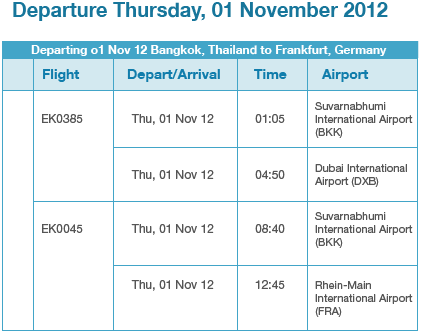 Departure Thursday, 01 November 2012
Departing o1 Nov 12 Bangkok, Thailand to Frankfurt, Germany
Flight Depart/Arrival Time Airport
EK0385 Thu, 01 Nov 12 01:05 Suvarnabhumi
International Airport
(BKK)
Thu, 01 Nov 12 04:50 Dubai International
Airport (DXB)
EK0045 Thu, 01 Nov 12 08:40 Suvarnabhumi
International Airport
(BKK)
Thu, 01 Nov 12 12:45 Rhein-Main
International Airport
(FRA)